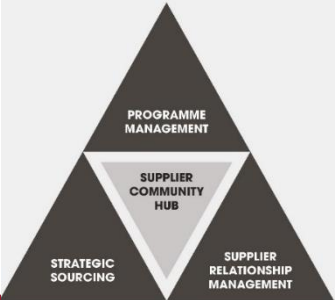 PROGRAMME
MANAGEMENT
SUPPLIER
COMMUNITY
HUB
STRATEGIC
SOURCING
SUPPLIER
RELATIONSHIP
MANAGEMENT